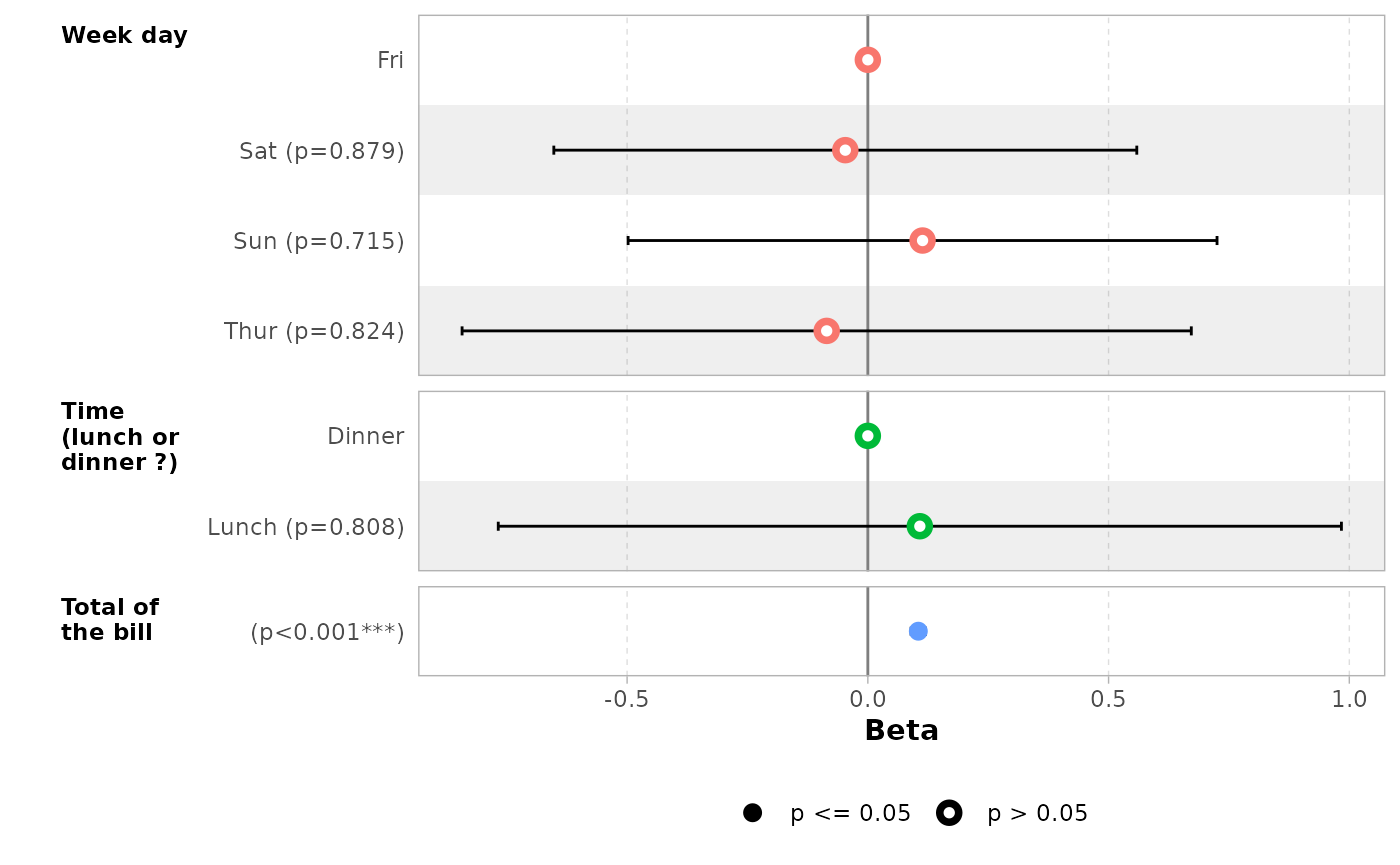 Week day
Fri
Sat (p=0.879)
Sun (p=0.715)
Thur (p=0.824)
Time
(lunch or
dinner ?)
Dinner
Lunch (p=0.808)
Total of
the bill
(p<0.001***)
-0.5 0.0 0.5 1.0
Beta
p <= 0.05 p > 0.05